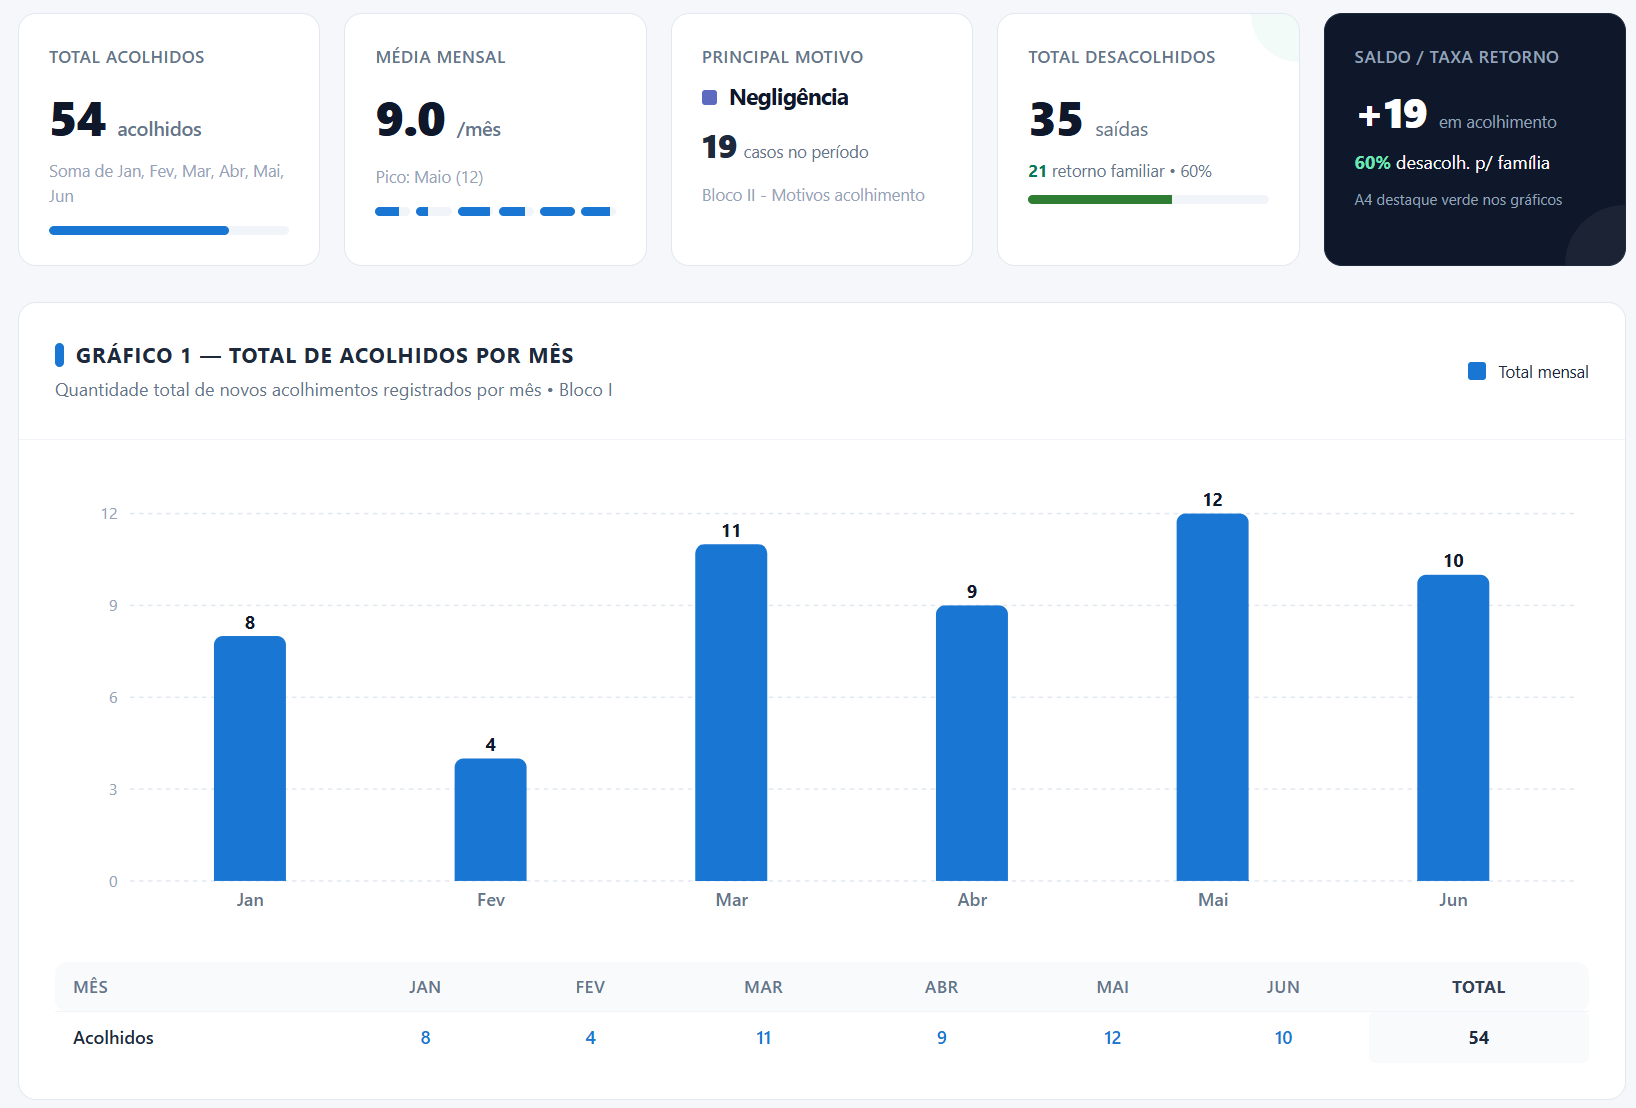 TOTAL ACOLHIDOS
54 acolhidos
Soma de Jan, Fev, Mar, Abr, Mai,
Jun
MÉDIA MENSAL
9.0 /mês
Pico: Maio (12)
PRINCIPAL MOTIVO
Negligência
19 casos no período
Bloco II - Motivos acolhimento
TOTAL DESACOLHIDOS
35 saídas
21 retorno familiar • 60%
SALDO / TAXA RETORNO
+19 em acolhimento
60% desacolh. p/ família
A4 destaque verde nos gráficos
GRÁFICO 1 — TOTAL DE ACOLHIDOS POR MÊS
Quantidade total de novos acolhimentos registrados por mês • Bloco I
Total mensal
12
9
6
3
0
8
4
11
9
12
10
Jan Fev Mar Abr Mai Jun
MÊS JAN FEV MAR ABR MAI JUN TOTAL
Acolhidos 8 4 11 9 12 10 54